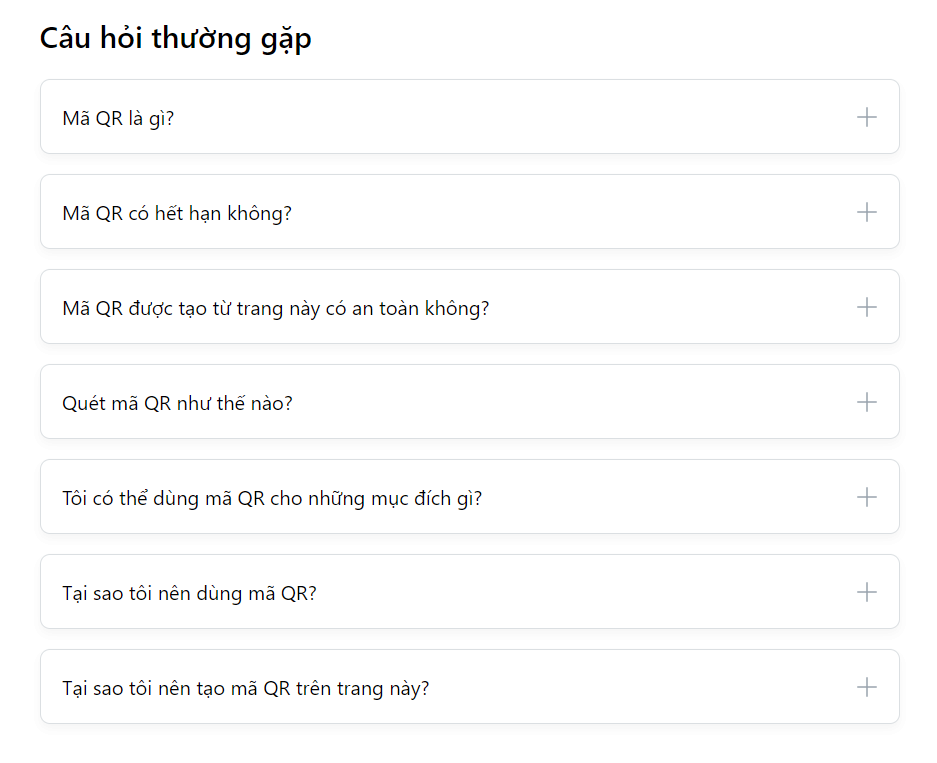 Câu hỏi thường gặp
Mã QR là gì?
Mã QR có hết hạn không?
Mã QR được tạo từ trang này có an toàn không?
Quét mã QR như thế nào?
Tôi có thể dùng mã QR cho những mục đích gì?
Tại sao tôi nên dùng mã QR?
Tại sao tôi nên tạo mã QR trên trang này?